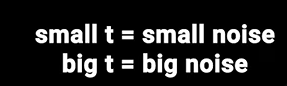 small t = small noise
big t = big noise